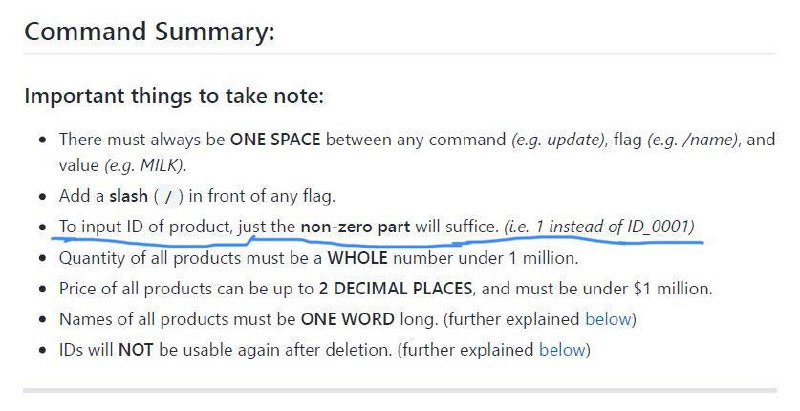 Command Summary:
Important things to take note:
• There must always be ONE SPACE between any command (e.g. update), flag (e.g. /name), and
value (e.g. MILK).
• Add a slash ( / ) in front of any flag.
• To input ID of product, just the non-zero part will suffice. (i.e. 1 instead of ID_0001)
• Quantity of all products must be a WHOLE number under 1 million.
• Price of all products can be up to 2 DECIMAL PLACES, and must be under $1 million.
• Names of all products must be ONE WORD long. (further explained below)
• IDs will NOT be usable again after deletion. (further explained below)